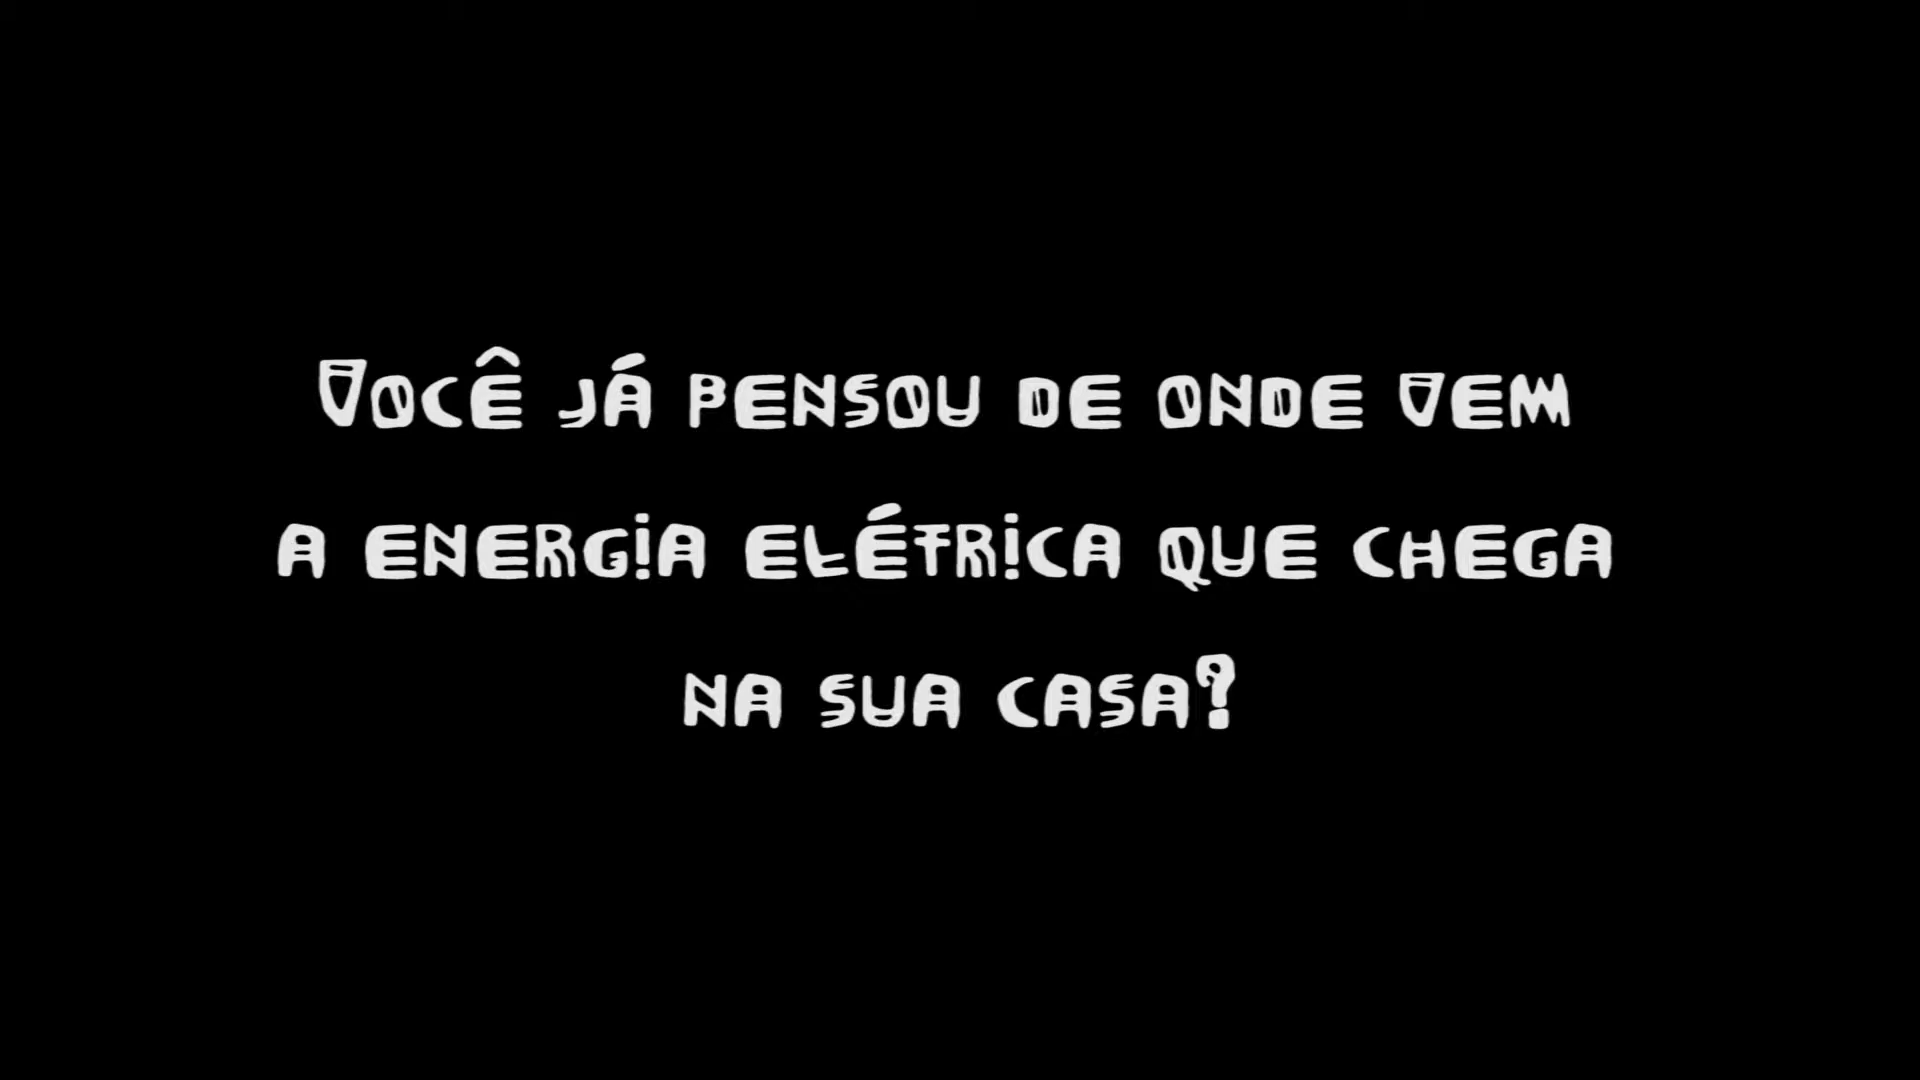 Você já pensou de onde vem
a energia elétrica que chega
na sua casa?